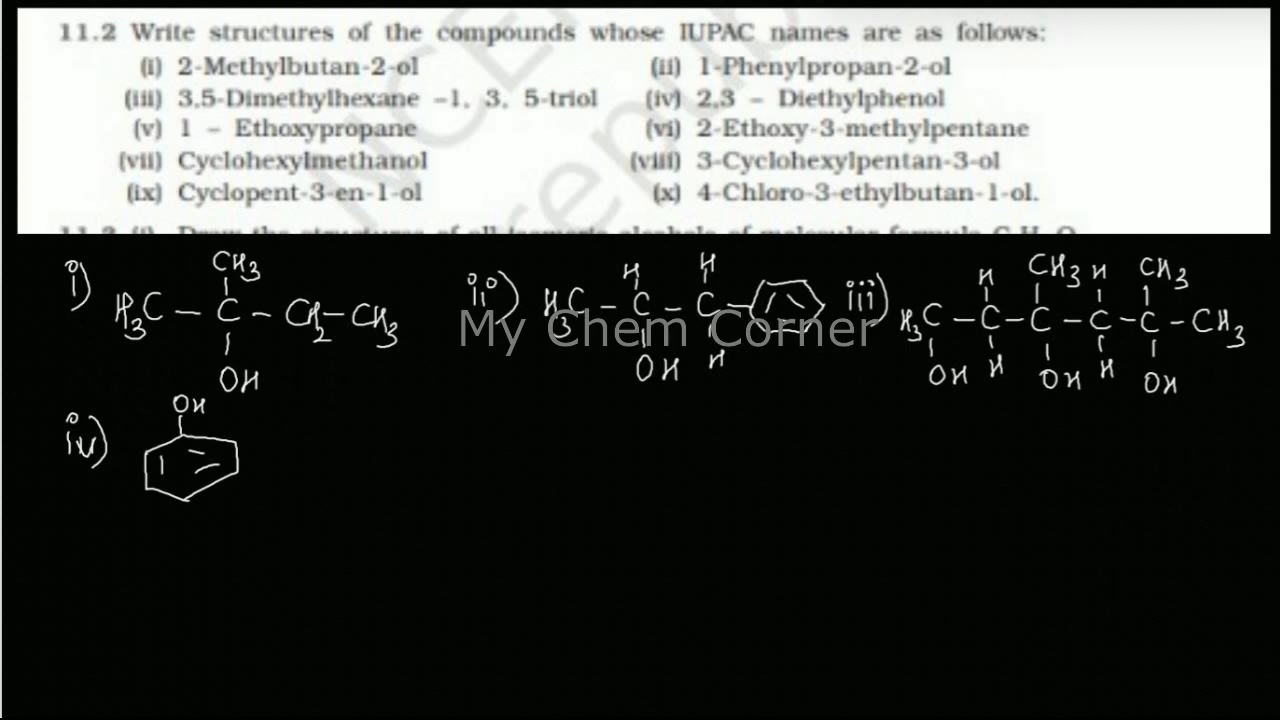 11.2 Write structures of the compounds whose IUPAC names are as follows:
(i) 2-Methylbutan-2-ol (ii) 1-Phenylpropan-2-ol
(iii) 3,5-Dimethylhexane –1, 3, 5-triol (iv) 2,3 – Diethylphenol
(v) 1 – Ethoxypropane (vi) 2-Ethoxy-3-methylpentane
(vii) Cyclohexylmethanol (viii) 3-Cyclohexylpentan-3-ol
(ix) Cyclopent-3-en-1-ol (x) 4-Chloro-3-ethylbutan-1-ol.
CH3
i) H3C – C – CH2 – CH3
OH
H H
ii) H3C – C – C –
OH H
H CH3 H CH3
iii) H3C – C – C – C – C – CH3
OH H OH H OH
My Chem Corner
OH
iv)